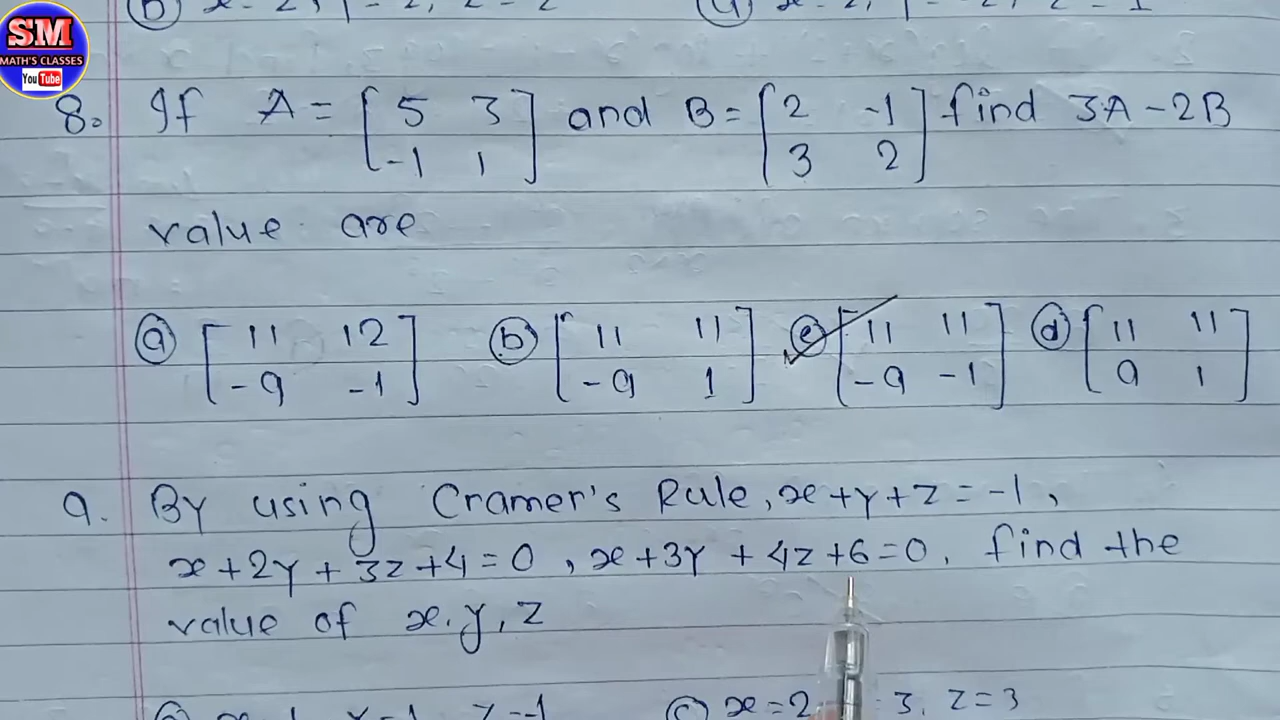 SM
MATH'S CLASSES
YouTube
8. If A = [ 5 3 ] and B = [ 2 -1 ] find 3A - 2B
-1 1 3 2
value are
(a) [ 11 12 ] (b) [ 11 11 ] (c) [ 11 11 ] (d) [ 11 11 ]
-9 -1 -9 1 -9 -1 9 1
9. By using Cramer's Rule, x+y+z = -1,
x+2y+3z+4=0, x+3y+4z+6=0. find the
value of x, y, z
(c) x=2 3, z=3